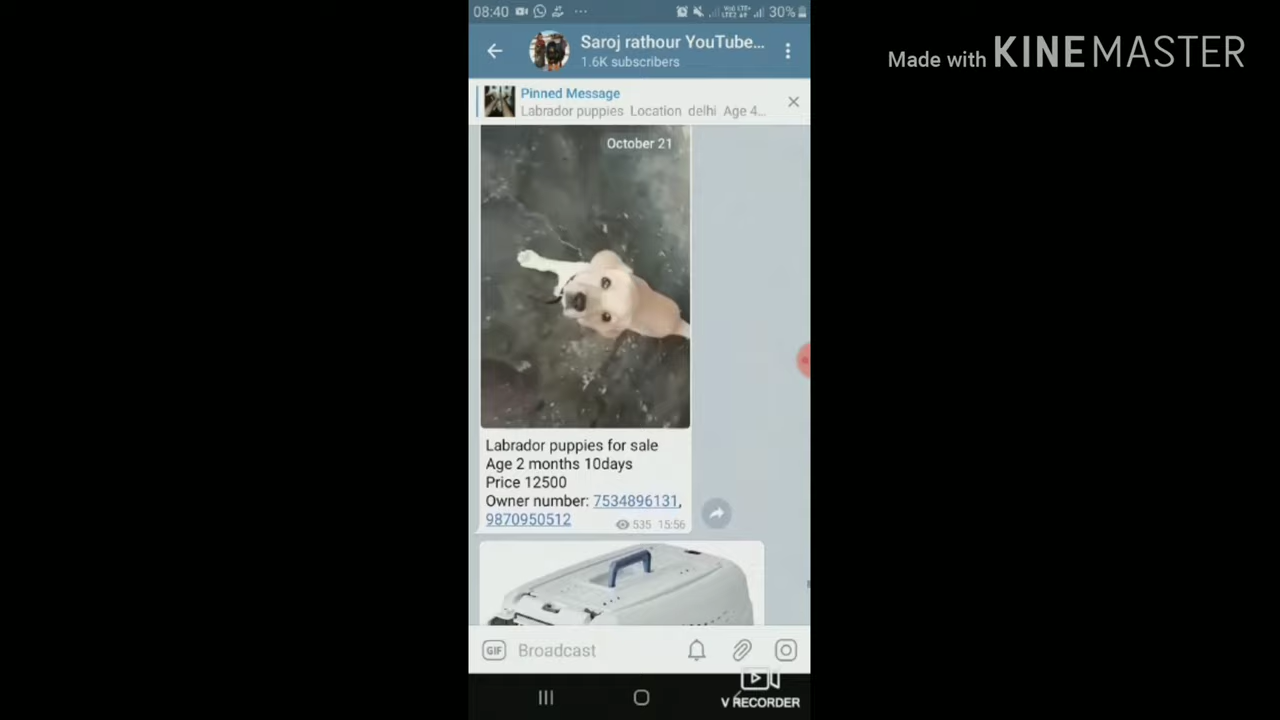 08:40
30%
Saroj rathour YouTube...
1.6K subscribers
Made with KINEMASTER
Pinned Message
Labrador puppies Location delhi Age 4...
October 21
Labrador puppies for sale
Age 2 months 10days
Price 12500
Owner number: 7534896131,
9870950512
535 15:56
GIF Broadcast
V RECORDER